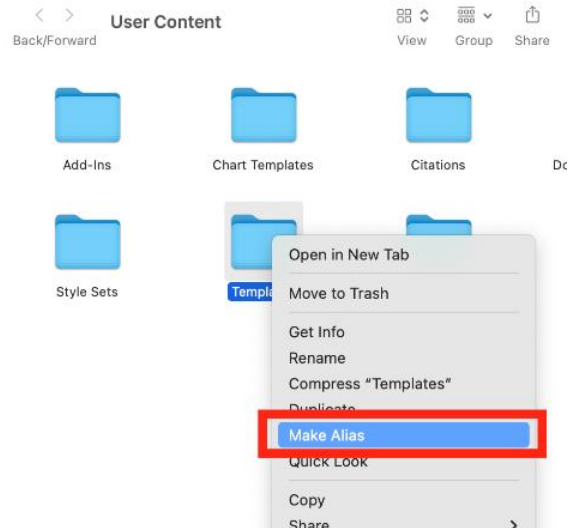 User Content
Back/Forward
View
Group
Share
Add-Ins
Chart Templates
Citations
Style Sets
Open in New Tab
Move to Trash
Get Info
Rename
Compress “Templates”
Duplicate
Make Alias
Quick Look
Copy
Share